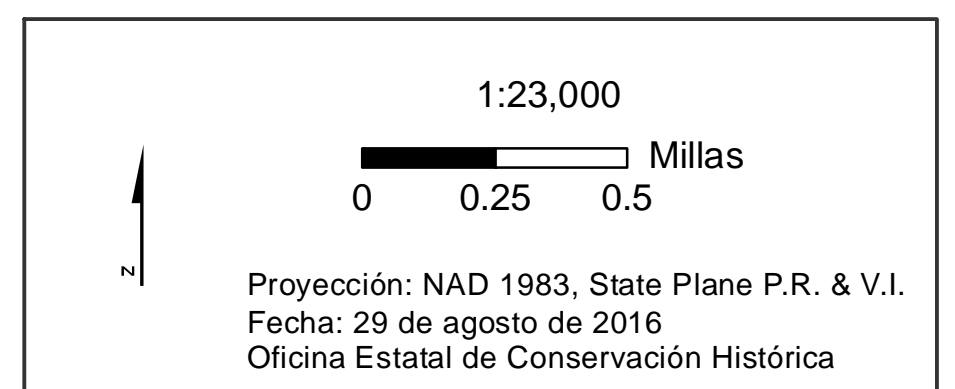 1:23,000
Millas
0 0.25 0.5
N
Proyección: NAD 1983, State Plane P.R. & V.I.
Fecha: 29 de agosto de 2016
Oficina Estatal de Conservación Histórica